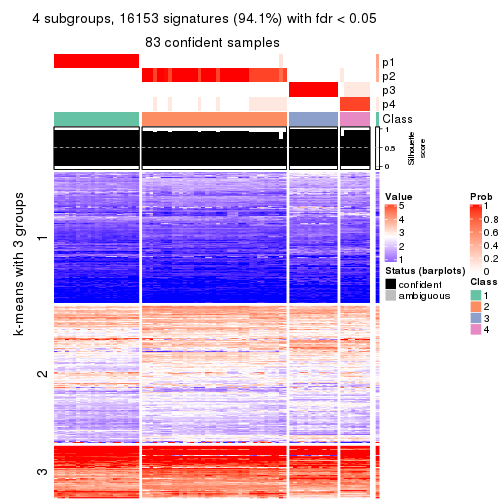 4 subgroups, 16153 signatures (94.1%) with fdr < 0.05
83 confident samples
p1
p2
p3
p4
Class
1
0.5
0
Silhouette
score
k-means with 3 groups
1
2
3
Value
5
4
3
2
1
Status (barplots)
confident
ambiguous
Prob
1
0.8
0.6
0.4
0.2
0
Class
1
2
3
4